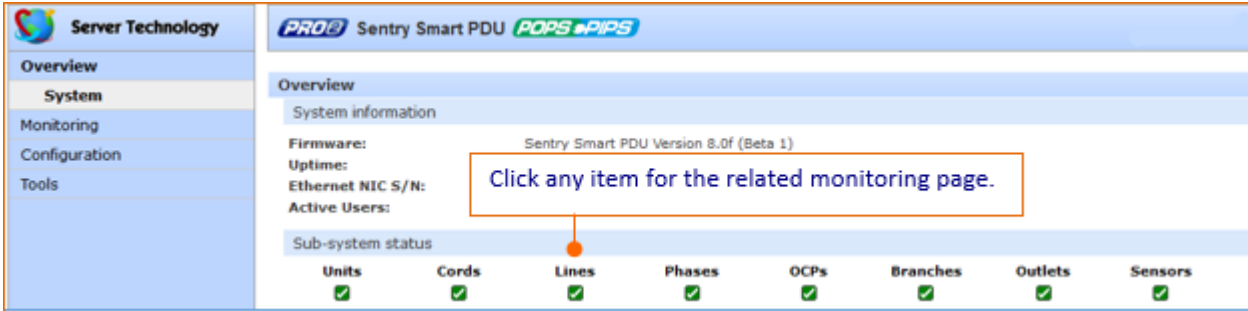 Server Technology
PRO2 Sentry Smart PDU POPS PIPS
Overview
System
Monitoring
Configuration
Tools
Overview
System information
Firmware: Sentry Smart PDU Version 8.0f (Beta 1)
Uptime:
Ethernet NIC S/N:
Active Users:
Click any item for the related monitoring page.
Sub-system status
Units Cords Lines Phases OCPs Branches Outlets Sensors